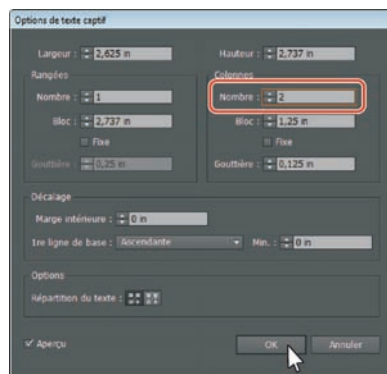 Options de texte captif
Largeur : 2,625 in
Hauteur : 2,737 in
Rangées
Colonnes
Nombre : 1
Nombre : 2
Bloc : 2,737 in
Bloc : 1,25 in
Fixe
Fixe
Gouttière : 0,25 in
Gouttière : 0,125 in
Décalage
Marge intérieure : 0 in
1re ligne de base : Ascendante
Min. : 0 in
Options
Répartition du texte :
Aperçu
OK
Annuler